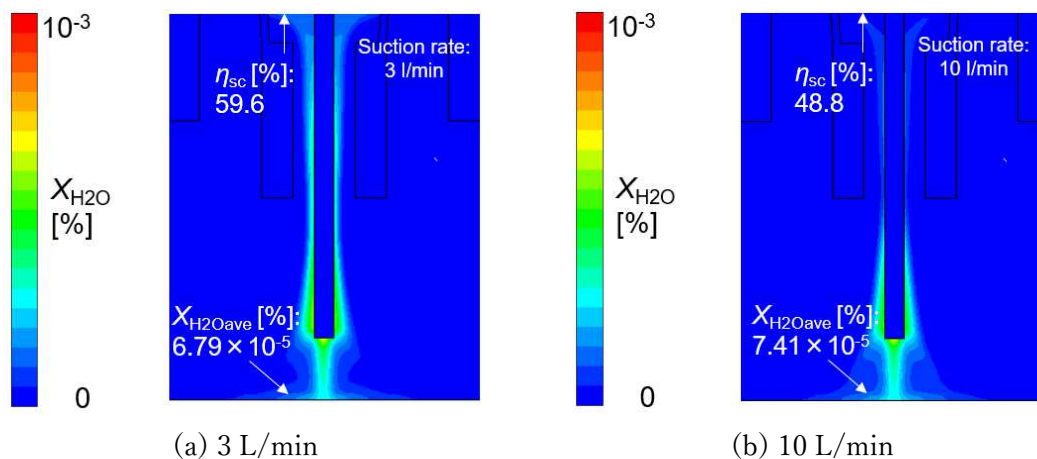 10-3
Suction rate:
3 l/min
ηsc [%]:
59.6
XH2O
[%]
XH2Oave [%]:
6.79 × 10-5
0
(a) 3 L/min
10-3
Suction rate:
10 l/min
ηsc [%]:
48.8
XH2O
[%]
XH2Oave [%]:
7.41 × 10-5
0
(b) 10 L/min